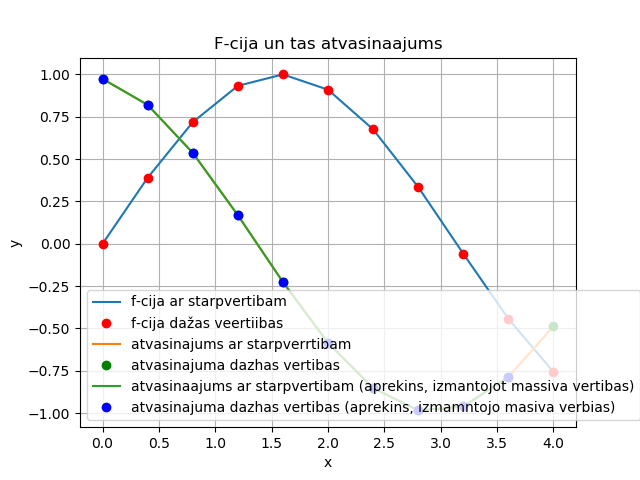 F-cija un tas atvasinaajums
1.00
0.75
0.50
0.25
0.00
−0.25
−0.50
−0.75
−1.00
y
f-cija ar starpvertibam
f-cija dažas veertiibas
atvasinajums ar starpverrtibam
atvasinajuma dazhas vertibas
atvasinaajums ar starpvertibam (aprekins, izmantojot massiva vertibas)
atvasinajuma dazhas vertibas (aprekins, izmantojo masiva verbias)
0.0 0.5 1.0 1.5 2.0 2.5 3.0 3.5 4.0
x